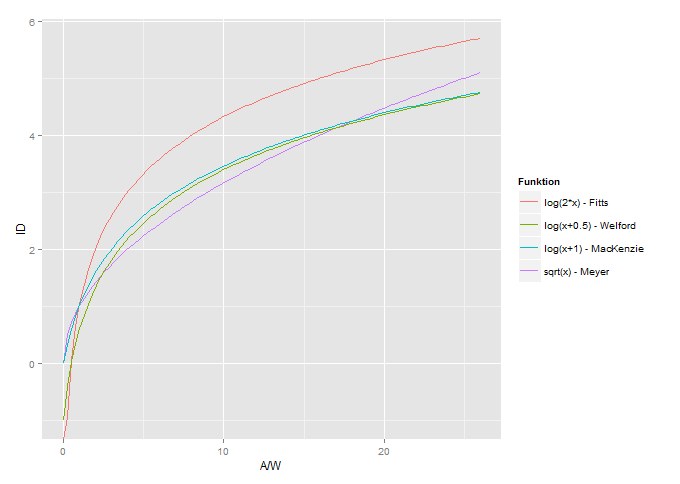 6
4
2
0
ID
0
10
20
A/W
Funktion
log(2*x) - Fitts
log(x+0.5) - Welford
log(x+1) - MacKenzie
sqrt(x) - Meyer